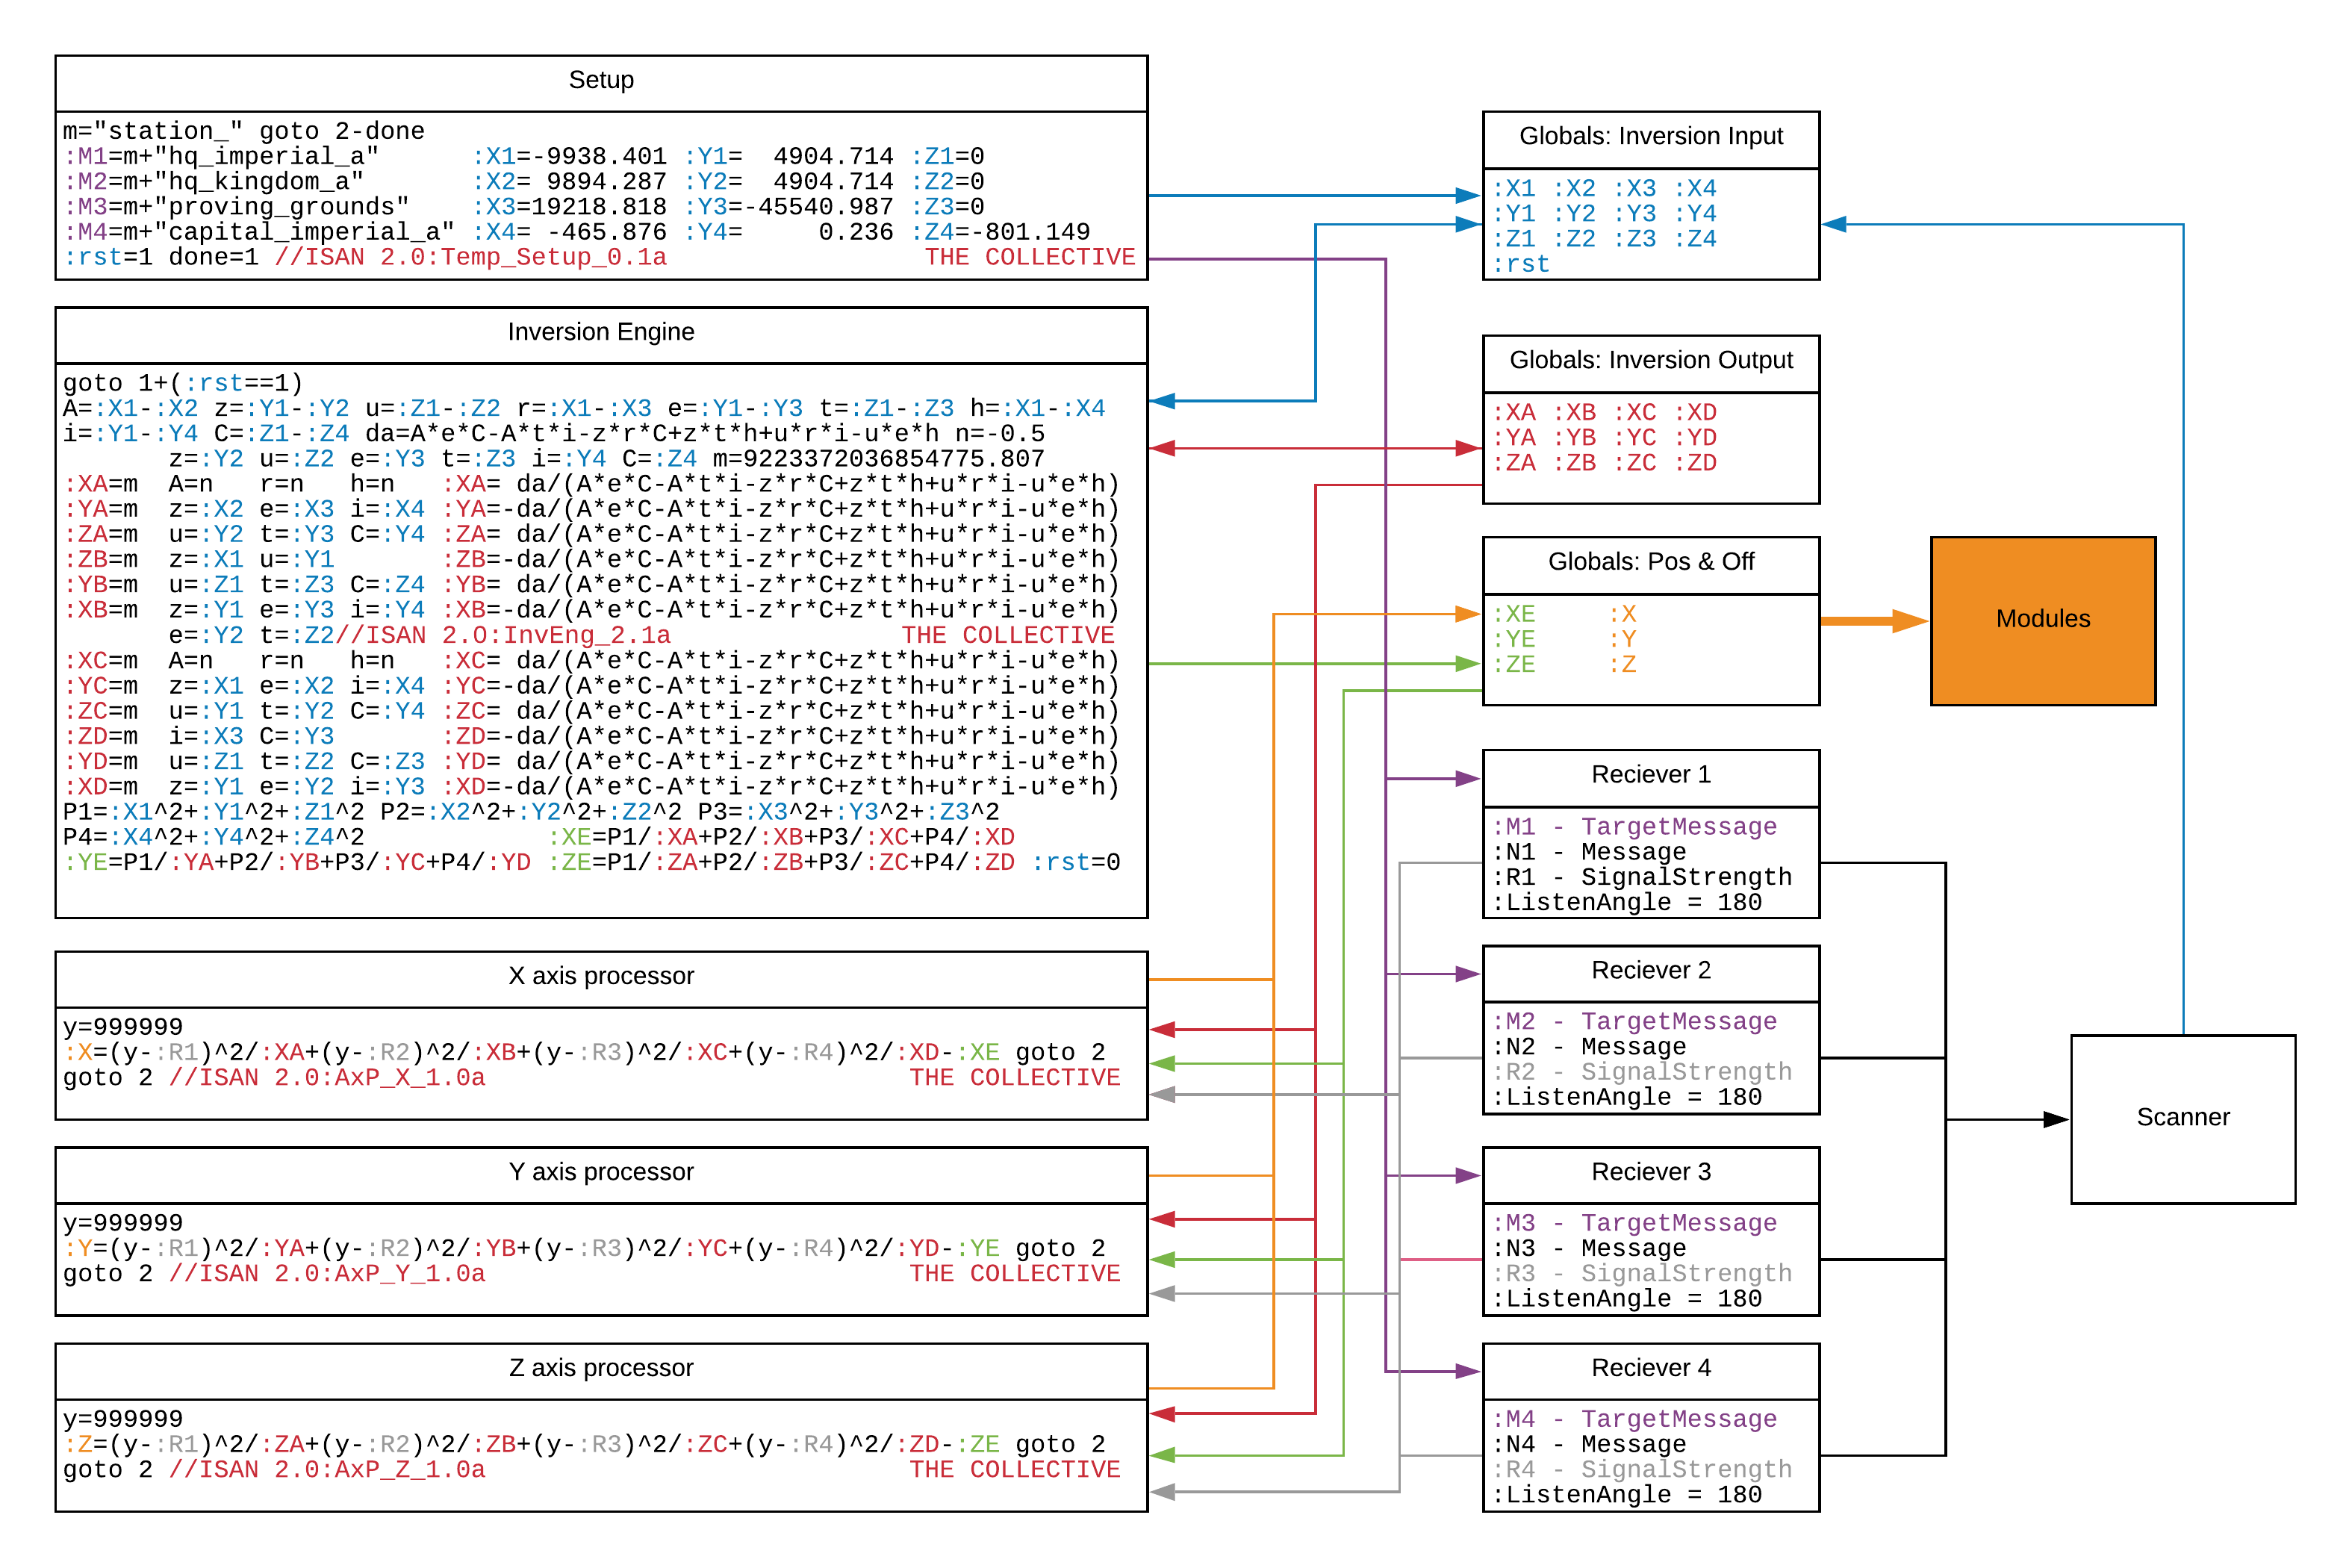 Setup
m="station_" goto 2-done
:M1=m+"hq_imperial_a"      :X1=-9938.401 :Y1=  4904.714 :Z1=0
:M2=m+"hq_kingdom_a"       :X2= 9894.287 :Y2=  4904.714 :Z2=0
:M3=m+"proving_grounds"    :X3=19218.818 :Y3=-45540.987 :Z3=0
:M4=m+"capital_imperial_a" :X4= -465.876 :Y4=     0.236 :Z4=-801.149
:rst=1 done=1 //ISAN 2.0:Temp_Setup_0.1a                 THE COLLECTIVE
Inversion Engine
goto 1+(:rst==1)
A=:X1-:X2 z=:Y1-:Y2 u=:Z1-:Z2 r=:X1-:X3 e=:Y1-:Y3 t=:Z1-:Z3 h=:X1-:X4
i=:Y1-:Y4 C=:Z1-:Z4 da=A*e*C-A*t*i-z*r*C+z*t*h+u*r*i-u*e*h n=-0.5
       z=:Y2 u=:Z2 e=:Y3 t=:Z3 i=:Y4 C=:Z4 m=9223372036854775.807
:XA=m  A=n   r=n   h=n   :XA= da/(A*e*C-A*t*i-z*r*C+z*t*h+u*r*i-u*e*h)
:YA=m  z=:X2 e=:X3 i=:X4 :YA=-da/(A*e*C-A*t*i-z*r*C+z*t*h+u*r*i-u*e*h)
:ZA=m  u=:Y2 t=:Y3 C=:Y4 :ZA= da/(A*e*C-A*t*i-z*r*C+z*t*h+u*r*i-u*e*h)
:ZB=m  z=:X1 u=:Y1       :ZB=-da/(A*e*C-A*t*i-z*r*C+z*t*h+u*r*i-u*e*h)
:YB=m  u=:Z1 t=:Z3 C=:Z4 :YB= da/(A*e*C-A*t*i-z*r*C+z*t*h+u*r*i-u*e*h)
:XB=m  z=:Y1 e=:Y3 i=:Y4 :XB=-da/(A*e*C-A*t*i-z*r*C+z*t*h+u*r*i-u*e*h)
       e=:Y2 t=:Z2//ISAN 2.0:InvEng_2.1a               THE COLLECTIVE
:XC=m  A=n   r=n   h=n   :XC= da/(A*e*C-A*t*i-z*r*C+z*t*h+u*r*i-u*e*h)
:YC=m  z=:X1 e=:X2 i=:X4 :YC=-da/(A*e*C-A*t*i-z*r*C+z*t*h+u*r*i-u*e*h)
:ZC=m  u=:Y1 t=:Y2 C=:Y4 :ZC= da/(A*e*C-A*t*i-z*r*C+z*t*h+u*r*i-u*e*h)
:ZD=m  i=:X3 C=:Y3       :ZD=-da/(A*e*C-A*t*i-z*r*C+z*t*h+u*r*i-u*e*h)
:YD=m  u=:Z1 t=:Z2 C=:Z3 :YD= da/(A*e*C-A*t*i-z*r*C+z*t*h+u*r*i-u*e*h)
:XD=m  z=:Y1 e=:Y2 i=:Y3 :XD=-da/(A*e*C-A*t*i-z*r*C+z*t*h+u*r*i-u*e*h)
P1=:X1^2+:Y1^2+:Z1^2 P2=:X2^2+:Y2^2+:Z2^2 P3=:X3^2+:Y3^2+:Z3^2
P4=:X4^2+:Y4^2+:Z4^2            :XE=P1/:XA+P2/:XB+P3/:XC+P4/:XD
:YE=P1/:YA+P2/:YB+P3/:YC+P4/:YD :ZE=P1/:ZA+P2/:ZB+P3/:ZC+P4/:ZD :rst=0
X axis processor
y=999999
:X=(y-:R1)^2/:XA+(y-:R2)^2/:XB+(y-:R3)^2/:XC+(y-:R4)^2/:XD-:XE goto 2
goto 2 //ISAN 2.0:AxP_X_1.0a                            THE COLLECTIVE
Y axis processor
y=999999
:Y=(y-:R1)^2/:YA+(y-:R2)^2/:YB+(y-:R3)^2/:YC+(y-:R4)^2/:YD-:YE goto 2
goto 2 //ISAN 2.0:AxP_Y_1.0a                            THE COLLECTIVE
Z axis processor
y=999999
:Z=(y-:R1)^2/:ZA+(y-:R2)^2/:ZB+(y-:R3)^2/:ZC+(y-:R4)^2/:ZD-:ZE goto 2
goto 2 //ISAN 2.0:AxP_Z_1.0a                            THE COLLECTIVE
Globals: Inversion Input
:X1 :X2 :X3 :X4
:Y1 :Y2 :Y3 :Y4
:Z1 :Z2 :Z3 :Z4
:rst
Globals: Inversion Output
:XA :XB :XC :XD
:YA :YB :YC :YD
:ZA :ZB :ZC :ZD
Globals: Pos & Off
:XE     :X
:YE     :Y
:ZE     :Z
Modules
Reciever 1
:M1 - TargetMessage
:N1 - Message
:R1 - SignalStrength
:ListenAngle = 180
Reciever 2
:M2 - TargetMessage
:N2 - Message
:R2 - SignalStrength
:ListenAngle = 180
Reciever 3
:M3 - TargetMessage
:N3 - Message
:R3 - SignalStrength
:ListenAngle = 180
Reciever 4
:M4 - TargetMessage
:N4 - Message
:R4 - SignalStrength
:ListenAngle = 180
Scanner